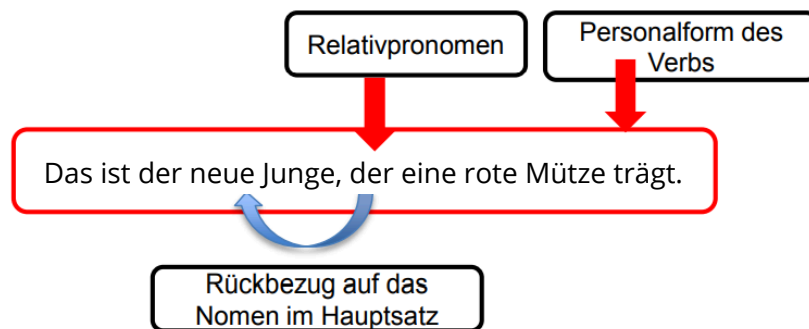 Relativpronomen
Personalform des
Verbs
Das ist der neue Junge, der eine rote Mütze trägt.
Rückbezug auf das
Nomen im Hauptsatz